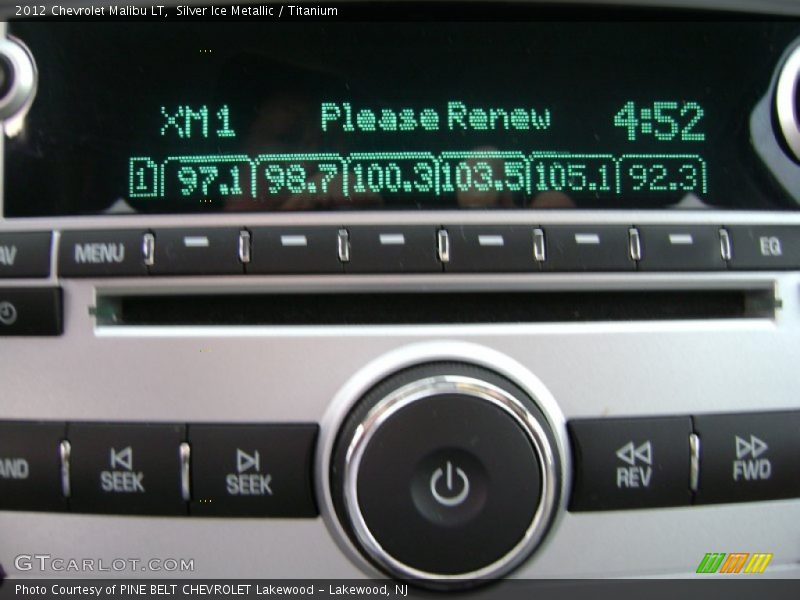 2012 Chevrolet Malibu LT, Silver Ice Metallic / Titanium
XM1 Please Renew 4:52
1 97.1 98.7 100.3 103.5 105.1 92.3
AV MENU EQ
AND SEEK SEEK REV FWD
GTCARLOT.COM
Photo Courtesy of PINE BELT CHEVROLET Lakewood - Lakewood, NJ